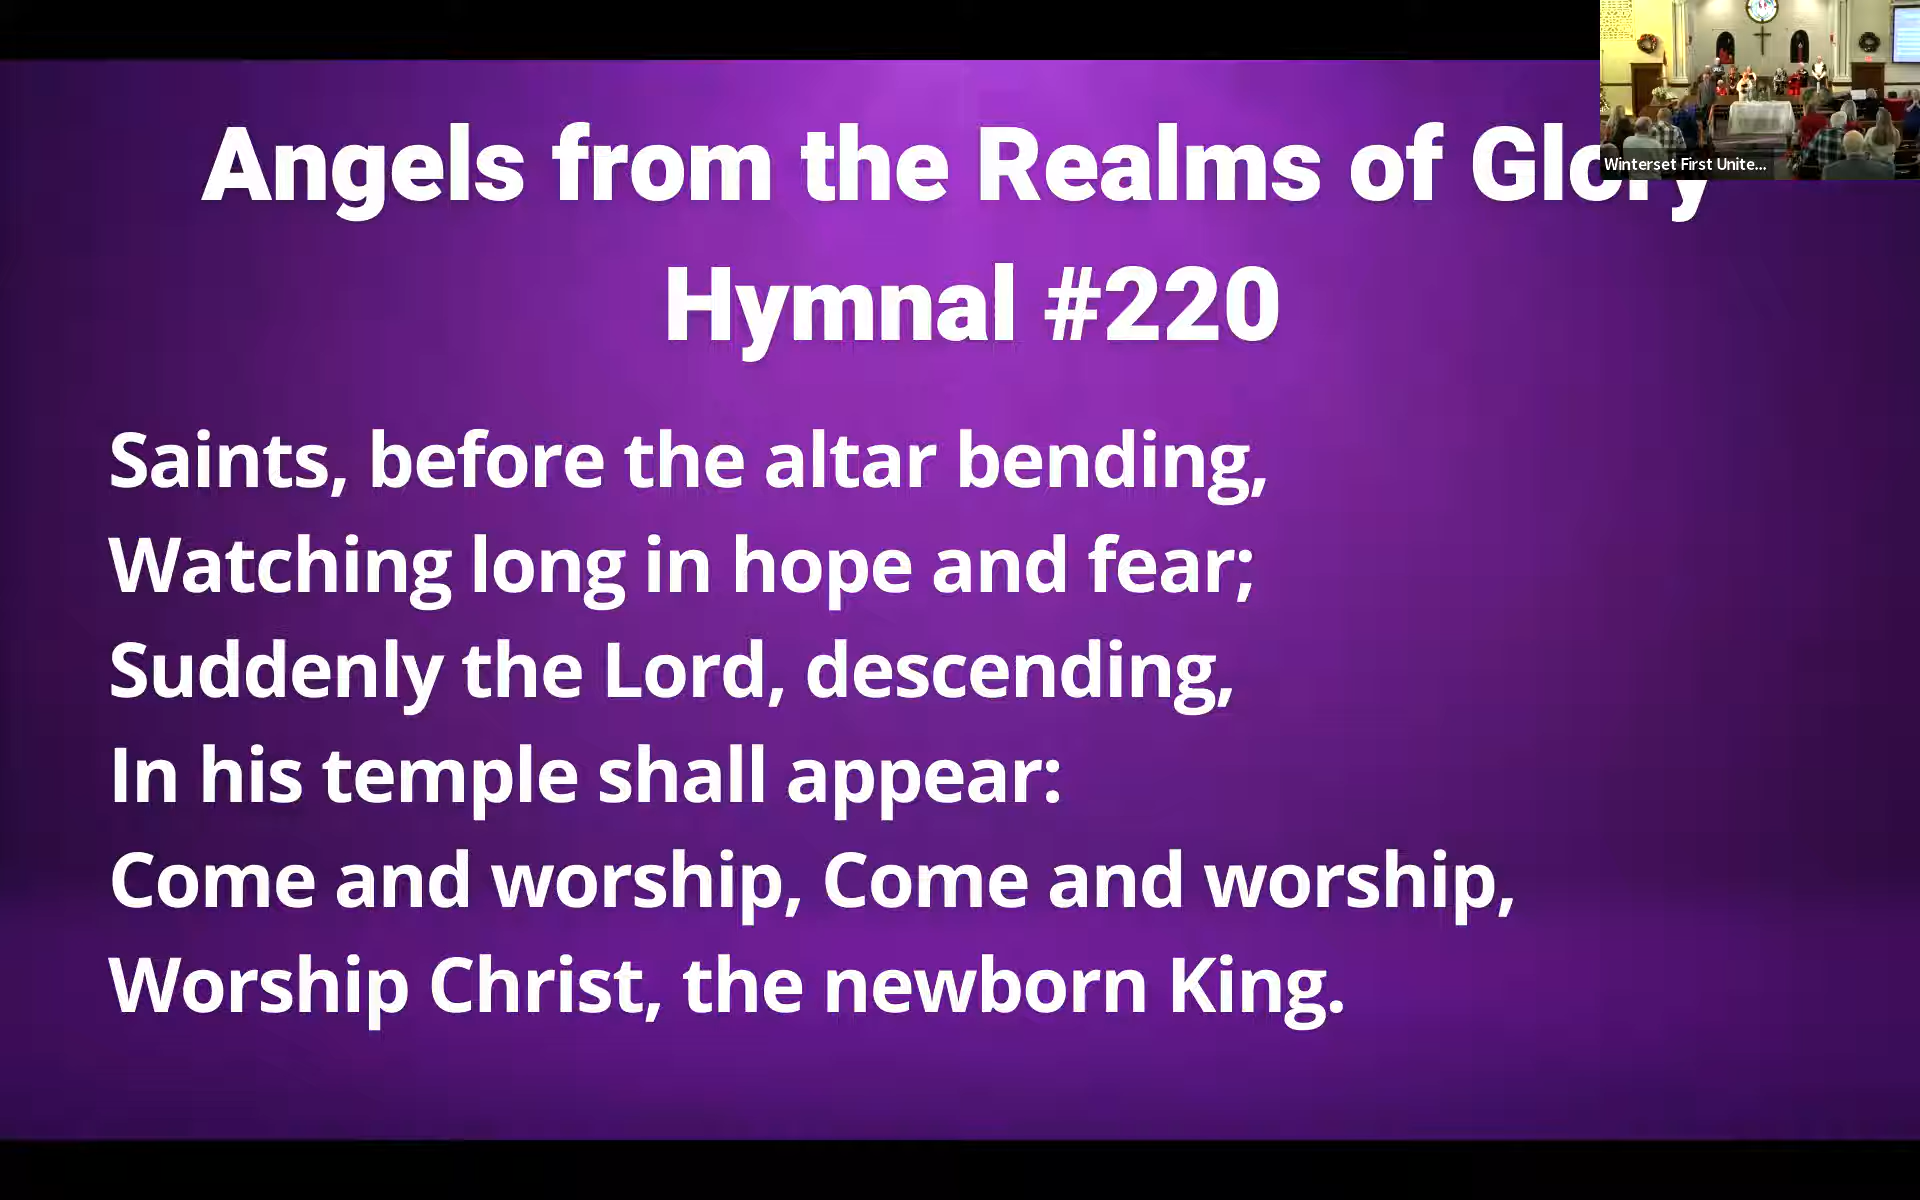 Angels from the Realms of Glory
Hymnal #220
Winterset First Unite...
Saints, before the altar bending,
Watching long in hope and fear;
Suddenly the Lord, descending,
In his temple shall appear:
Come and worship, Come and worship,
Worship Christ, the newborn King.